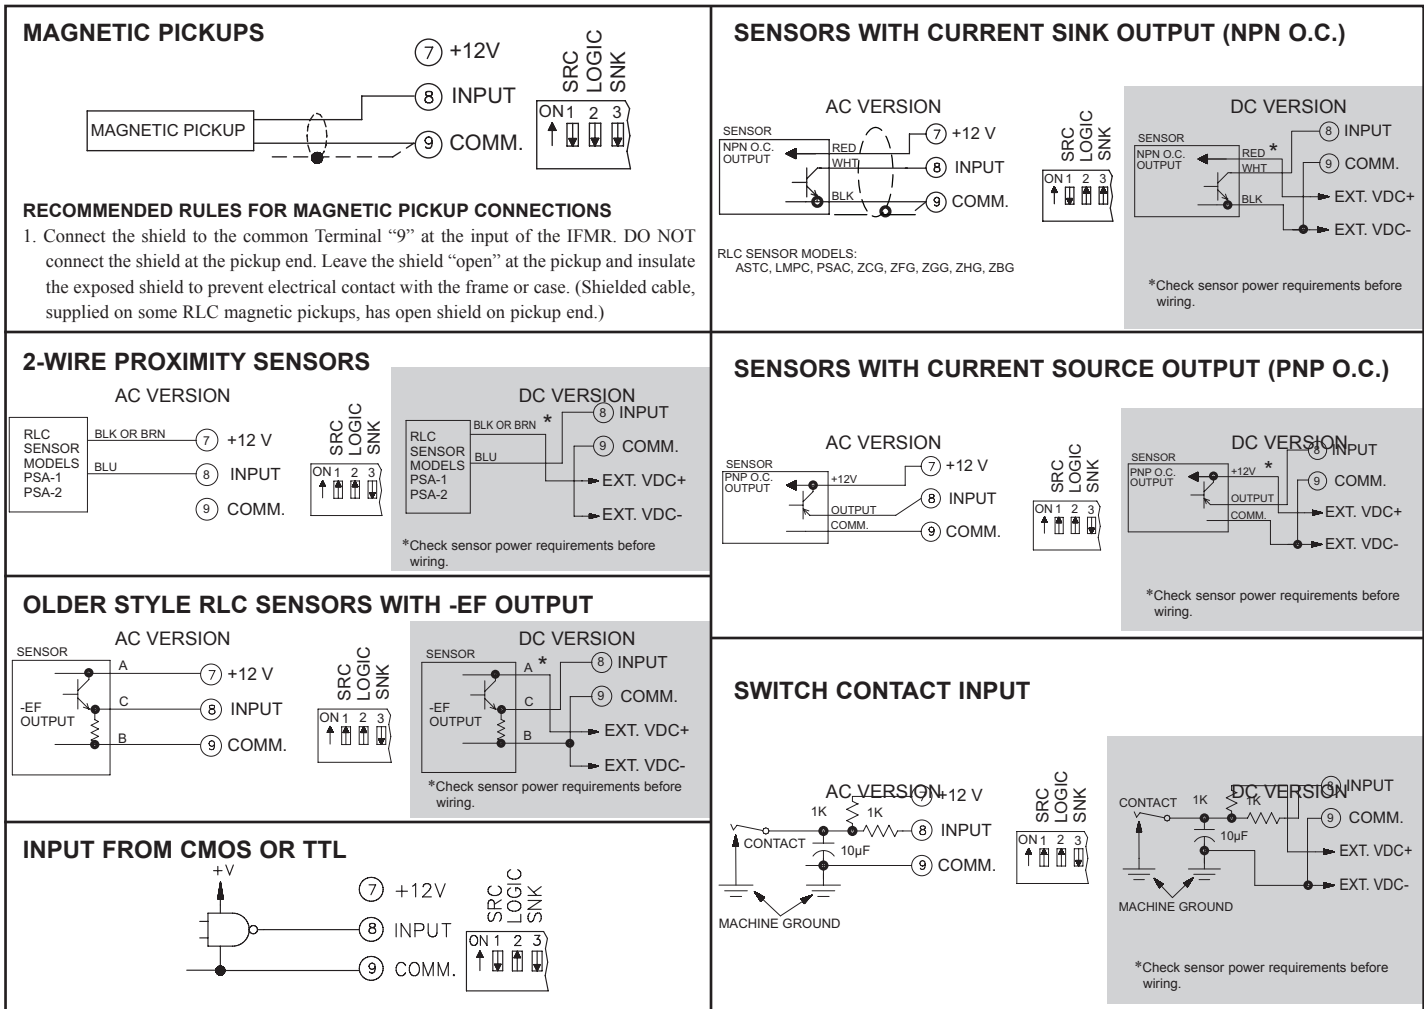 MAGNETIC PICKUPS
7 +12V
8 INPUT
9 COMM.
MAGNETIC PICKUP
SRC
LOGIC
SNK
ON 1 2 3
RECOMMENDED RULES FOR MAGNETIC PICKUP CONNECTIONS
1. Connect the shield to the common Terminal “9” at the input of the IFMR. DO NOT
connect the shield at the pickup end. Leave the shield “open” at the pickup and insulate
the exposed shield to prevent electrical contact with the frame or case. (Shielded cable,
supplied on some RLC magnetic pickups, has open shield on pickup end.)
2-WIRE PROXIMITY SENSORS
AC VERSION
RLC
SENSOR
MODELS
PSA-1
PSA-2
BLK OR BRN
BLU
7 +12 V
8 INPUT
9 COMM.
SRC
LOGIC
SNK
ON 1 2 3
DC VERSION
RLC
SENSOR
MODELS
PSA-1
PSA-2
BLK OR BRN *
BLU
8 INPUT
9 COMM.
EXT. VDC+
EXT. VDC-
*Check sensor power requirements before
wiring.
OLDER STYLE RLC SENSORS WITH -EF OUTPUT
AC VERSION
SENSOR
-EF
OUTPUT
A
C
B
7 +12 V
8 INPUT
9 COMM.
SRC
LOGIC
SNK
ON 1 2 3
DC VERSION
SENSOR
-EF
OUTPUT
A *
C
B
8 INPUT
9 COMM.
EXT. VDC+
EXT. VDC-
*Check sensor power requirements before
wiring.
INPUT FROM CMOS OR TTL
+V
7 +12V
8 INPUT
9 COMM.
SRC
LOGIC
SNK
ON 1 2 3
SENSORS WITH CURRENT SINK OUTPUT (NPN O.C.)
AC VERSION
SENSOR
NPN O.C.
OUTPUT
RED
WHT
BLK
7 +12 V
8 INPUT
9 COMM.
SRC
LOGIC
SNK
ON 1 2 3
RLC SENSOR MODELS:
ASTC, LMPC, PSAC, ZCG, ZFG, ZGG, ZHG, ZBG
DC VERSION
SENSOR
NPN O.C.
OUTPUT
RED *
WHT
BLK
8 INPUT
9 COMM.
EXT. VDC+
EXT. VDC-
*Check sensor power requirements before
wiring.
SENSORS WITH CURRENT SOURCE OUTPUT (PNP O.C.)
AC VERSION
SENSOR
PNP O.C.
OUTPUT
+12V
OUTPUT
COMM.
7 +12 V
8 INPUT
9 COMM.
SRC
LOGIC
SNK
ON 1 2 3
DC VERSION
SENSOR
PNP O.C.
OUTPUT
+12V *
OUTPUT
COMM.
8 INPUT
9 COMM.
EXT. VDC+
EXT. VDC-
*Check sensor power requirements before
wiring.
SWITCH CONTACT INPUT
AC VERSION
7 +12 V
1K
1K
8 INPUT
CONTACT
10µF
9 COMM.
MACHINE GROUND
SRC
LOGIC
SNK
ON 1 2 3
DC VERSION
8 INPUT
CONTACT
1K
1K
9 COMM.
10µF
EXT. VDC+
EXT. VDC-
MACHINE GROUND
*Check sensor power requirements before
wiring.